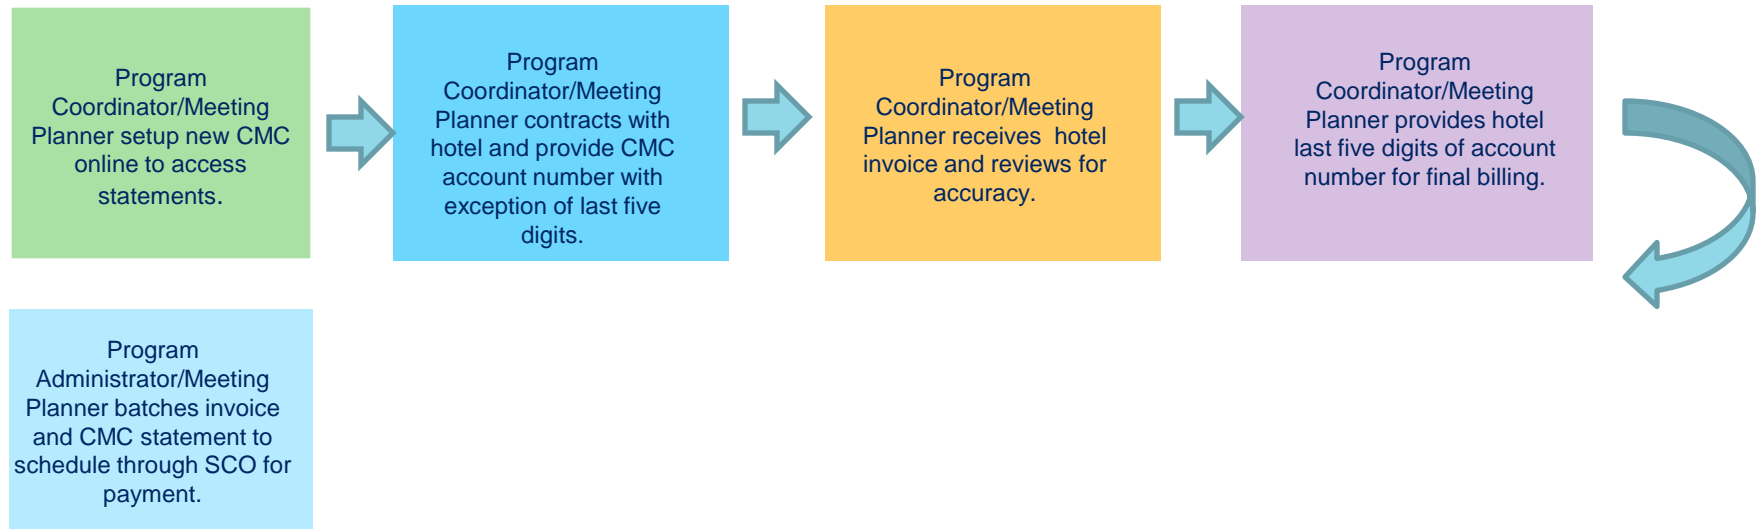 Program
Coordinator/Meeting
Planner setup new CMC
online to access
statements.
Program
Coordinator/Meeting
Planner contracts with
hotel and provide CMC
account number with
exception of last five
digits.
Program
Coordinator/Meeting
Planner receives  hotel
invoice and reviews for
accuracy.
Program
Coordinator/Meeting
Planner provides hotel
last five digits of account
number for final billing.
Program
Administrator/Meeting
Planner batches invoice
and CMC statement to
schedule through SCO for
payment.